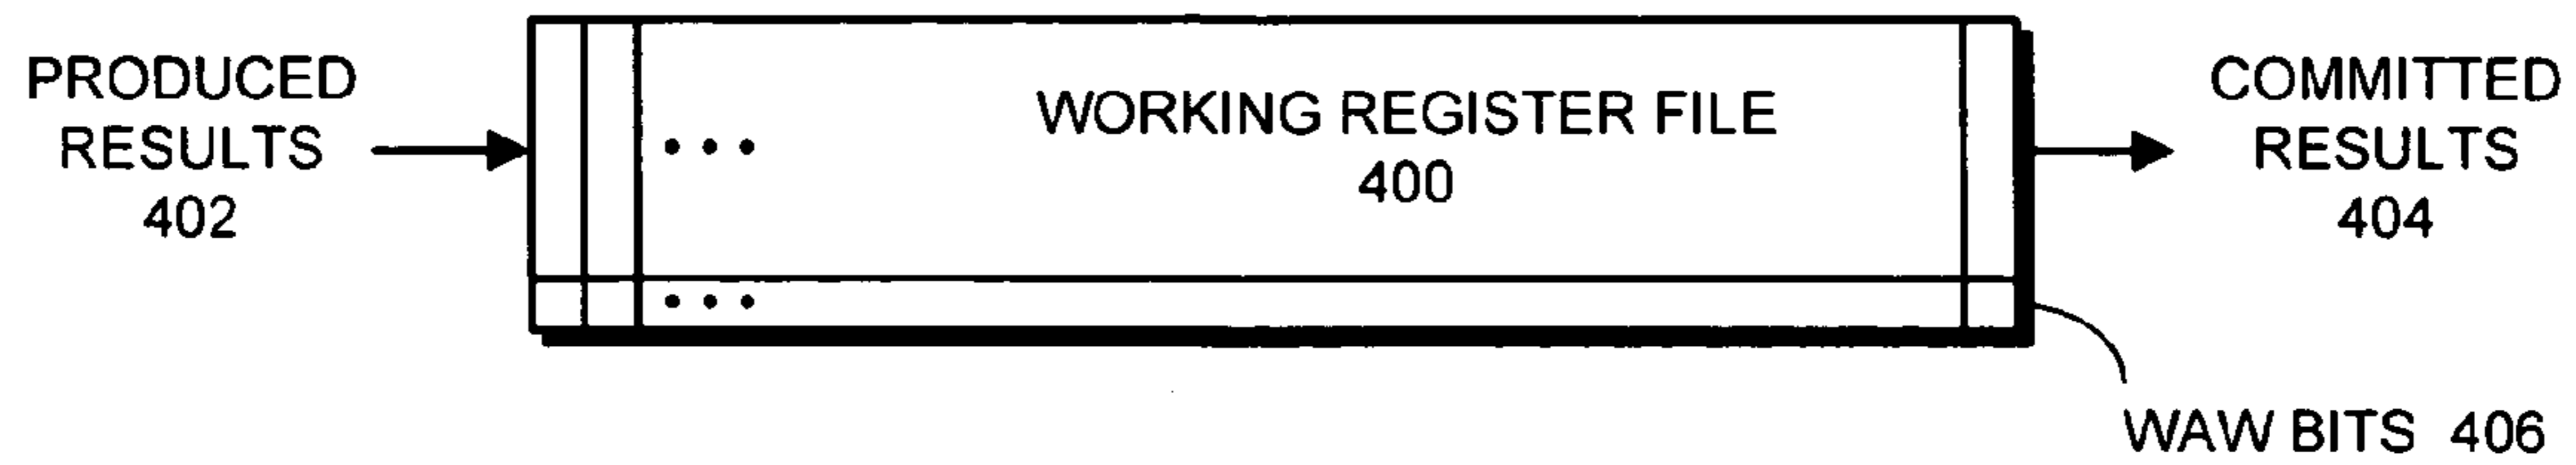 PRODUCED
RESULTS
402
• • •
WORKING REGISTER FILE
400
COMMITTED
RESULTS
404
• • •
WAW BITS 406